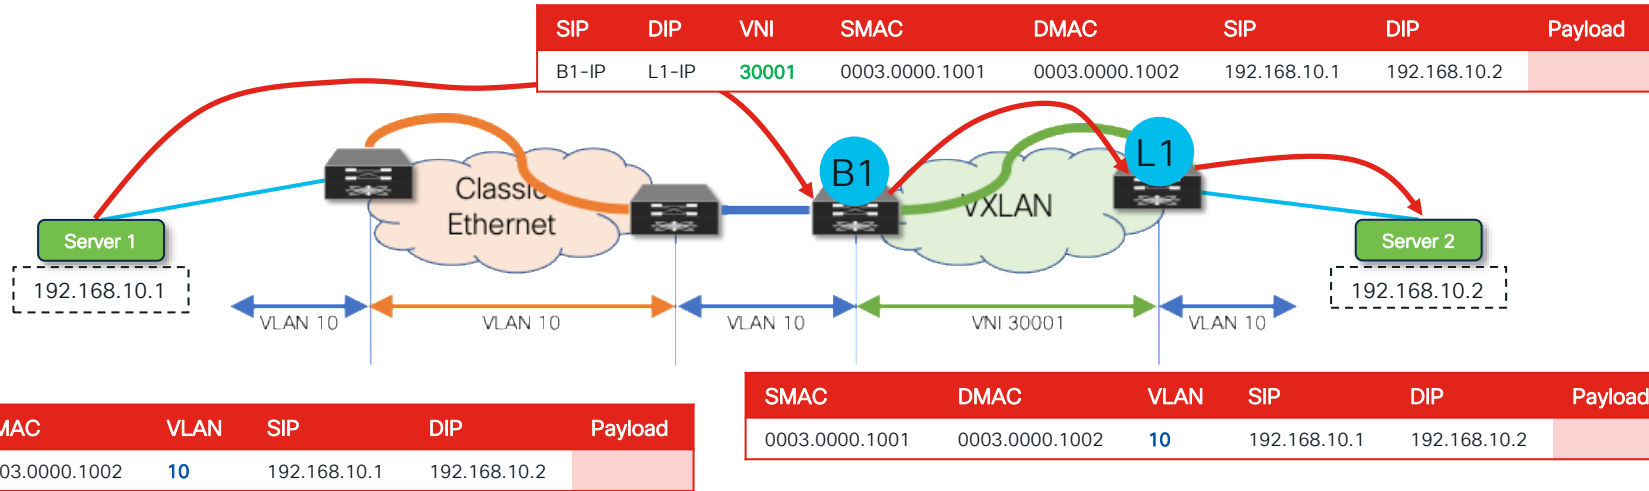 SIP DIP VNI SMAC DMAC SIP DIP Payload
B1-IP L1-IP 30001 0003.0000.1001 0003.0000.1002 192.168.10.1 192.168.10.2
B1
L1
Classic
Ethernet
VXLAN
Server 1
192.168.10.1
Server 2
192.168.10.2
VLAN 10
VLAN 10
VLAN 10
VNI 30001
VLAN 10
SMAC DMAC VLAN SIP DIP Payload
0003.0000.1001 0003.0000.1002 10 192.168.10.1 192.168.10.2
MAC VLAN SIP DIP Payload
03.0000.1002 10 192.168.10.1 192.168.10.2